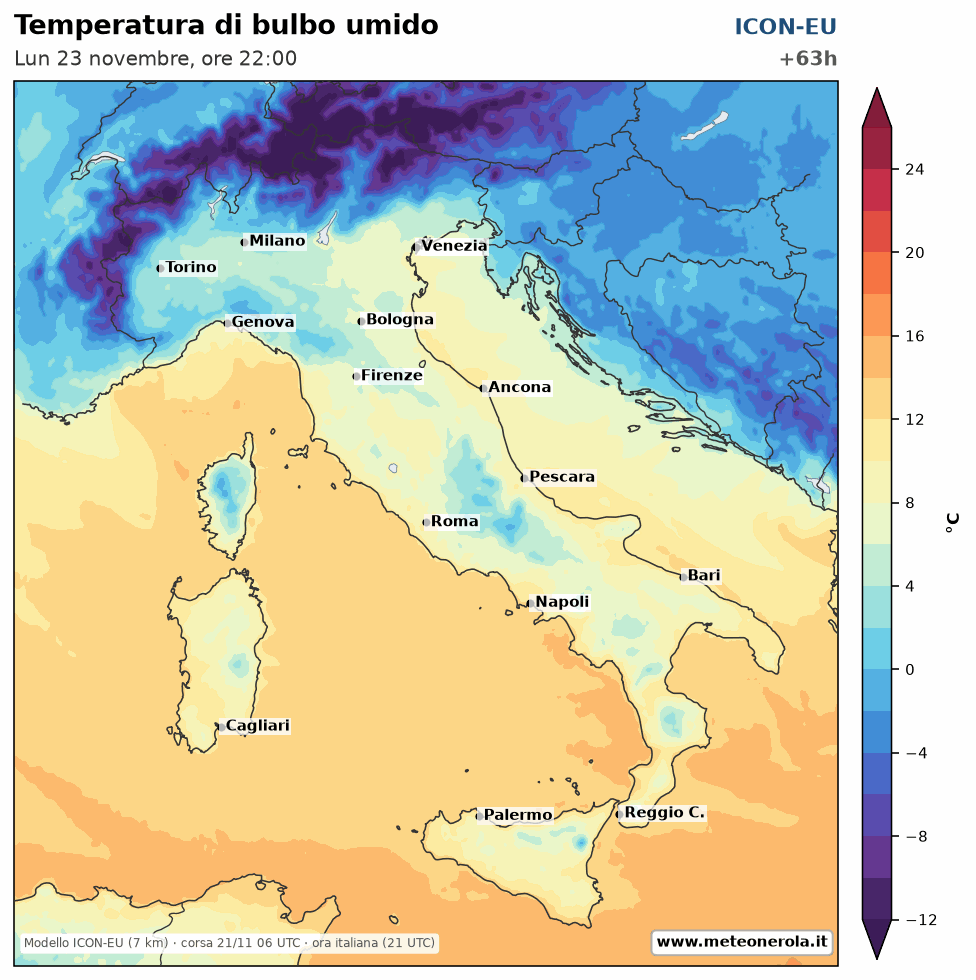 Temperatura di bulbo umido
ICON-EU
Lun 23 novembre, ore 22:00
+63h
Milano
Venezia
Torino
Genova
Bologna
Firenze
Ancona
Pescara
Roma
Bari
Napoli
Cagliari
Palermo
Reggio C.
24
20
16
12
8
4
0
−4
−8
−12
°C
Modello ICON-EU (7 km) · corsa 21/11 06 UTC · ora italiana (21 UTC)
www.meteonerola.it